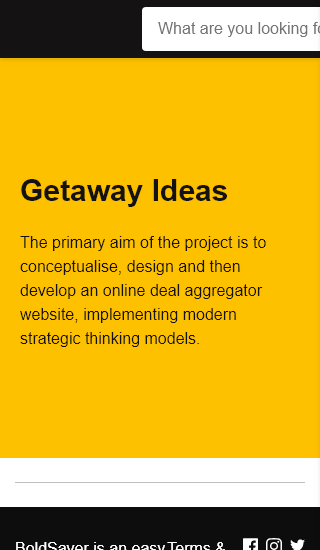 What are you looking fo
Getaway Ideas
The primary aim of the project is to
conceptualise, design and then
develop an online deal aggregator
website, implementing modern
strategic thinking models.
BoldSaver is an easy Terms &